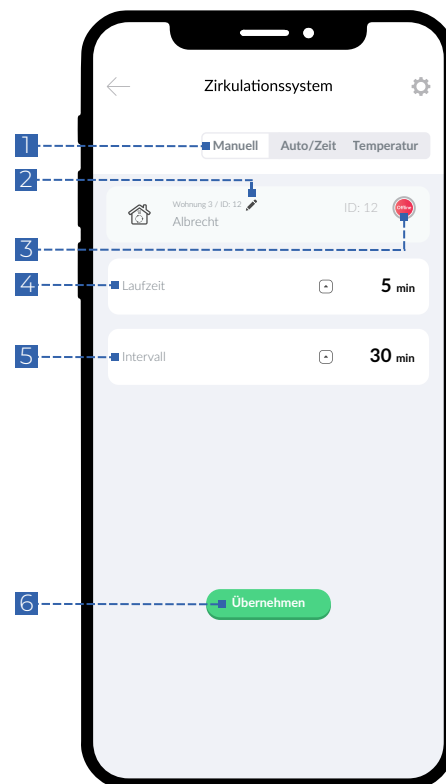 Zirkulationssystem
1
Manuell Auto/Zeit Temperatur
2
Wohnung 3 / ID: 12
Albrecht
ID: 12
Offline
3
4
Laufzeit
5 min
5
Intervall
30 min
6
Übernehmen